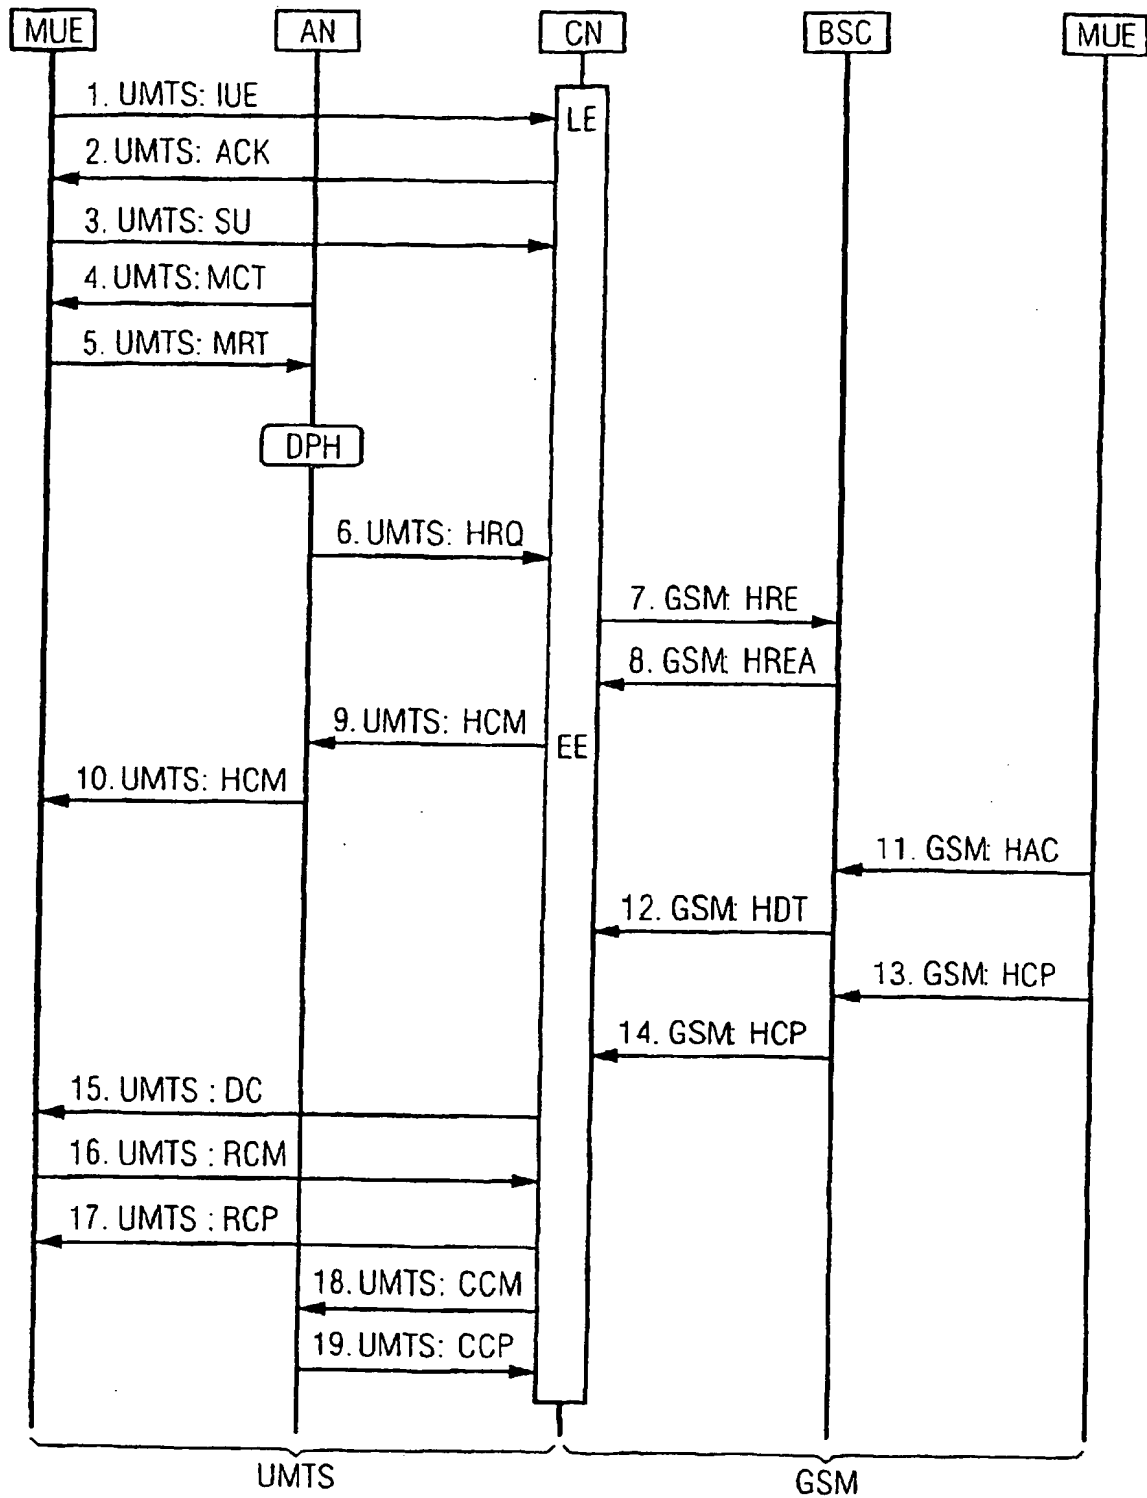 MUE AN CN BSC MUE
1. UMTS: IUE
LE
2. UMTS: ACK
3. UMTS: SU
4. UMTS: MCT
5. UMTS: MRT
DPH
6. UMTS: HRQ
7. GSM: HRE
8. GSM: HREA
9. UMTS: HCM
EE
10. UMTS: HCM
11. GSM: HAC
12. GSM: HDT
13. GSM: HCP
14. GSM: HCP
15. UMTS : DC
16. UMTS : RCM
17. UMTS : RCP
18. UMTS: CCM
19. UMTS: CCP
UMTS GSM